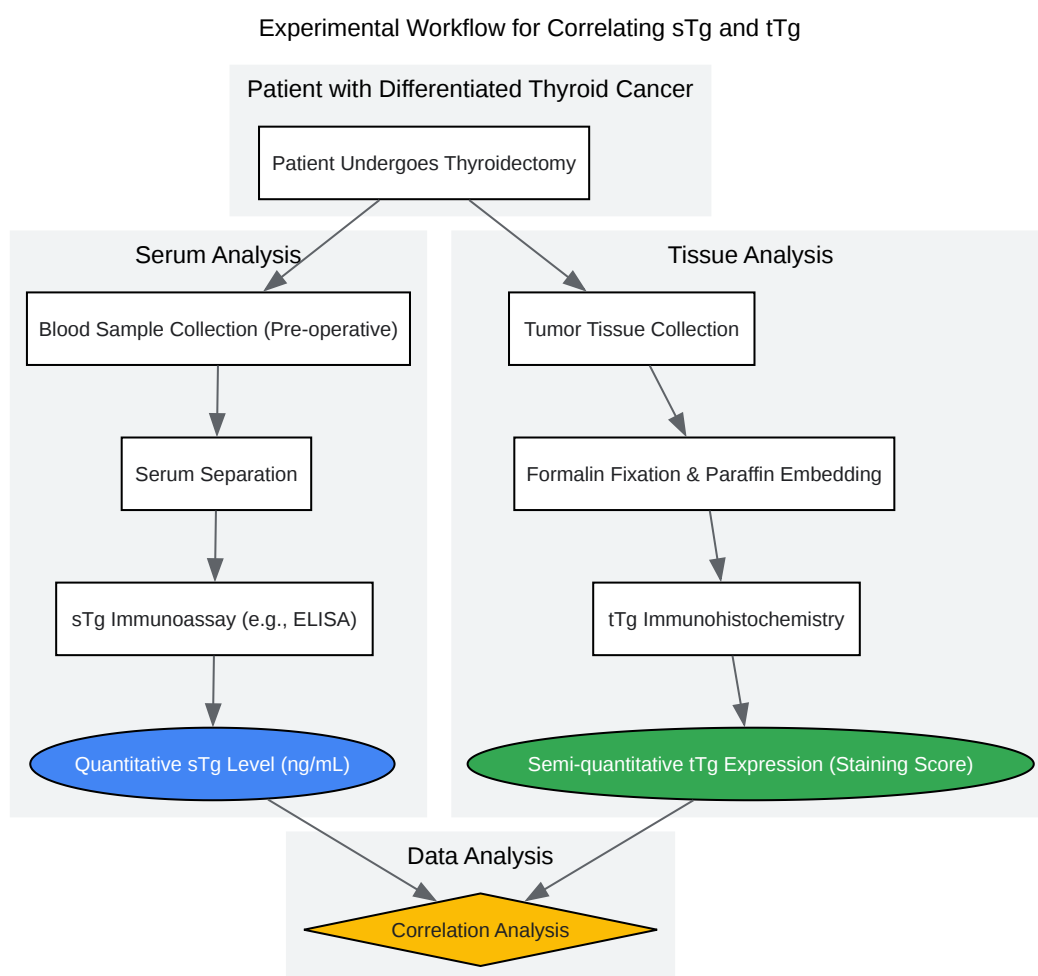 Experimental Workflow for Correlating sTg and tTg
Patient with Differentiated Thyroid Cancer
Patient Undergoes Thyroidectomy
Serum Analysis
Blood Sample Collection (Pre-operative)
Serum Separation
sTg Immunoassay (e.g., ELISA)
Quantitative sTg Level (ng/mL)
Tissue Analysis
Tumor Tissue Collection
Formalin Fixation & Paraffin Embedding
tTg Immunohistochemistry
Semi-quantitative tTg Expression (Staining Score)
Data Analysis
Correlation Analysis